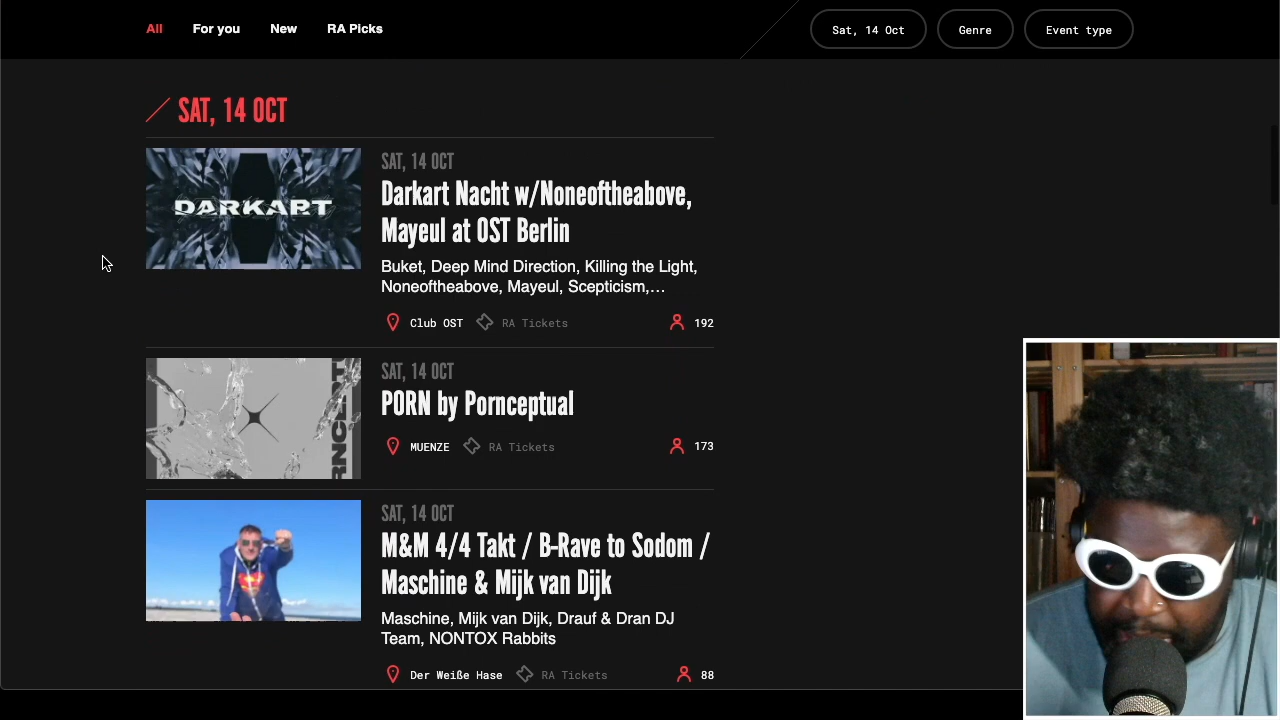 All
For you
New
RA Picks
Sat, 14 Oct
Genre
Event type
SAT, 14 OCT
DARKART
SAT, 14 OCT
Darkart Nacht w/Noneoftheabove,
Mayeul at OST Berlin
Buket, Deep Mind Direction, Killing the Light,
Noneoftheabove, Mayeul, Scepticism,…
Club OST
RA Tickets
192
SAT, 14 OCT
PORN by Pornceptual
MUENZE
RA Tickets
173
SAT, 14 OCT
M&M 4/4 Takt / B-Rave to Sodom /
Maschine & Mijk van Dijk
Maschine, Mijk van Dijk, Drauf & Dran DJ
Team, NONTOX Rabbits
Der Weiße Hase
RA Tickets
88